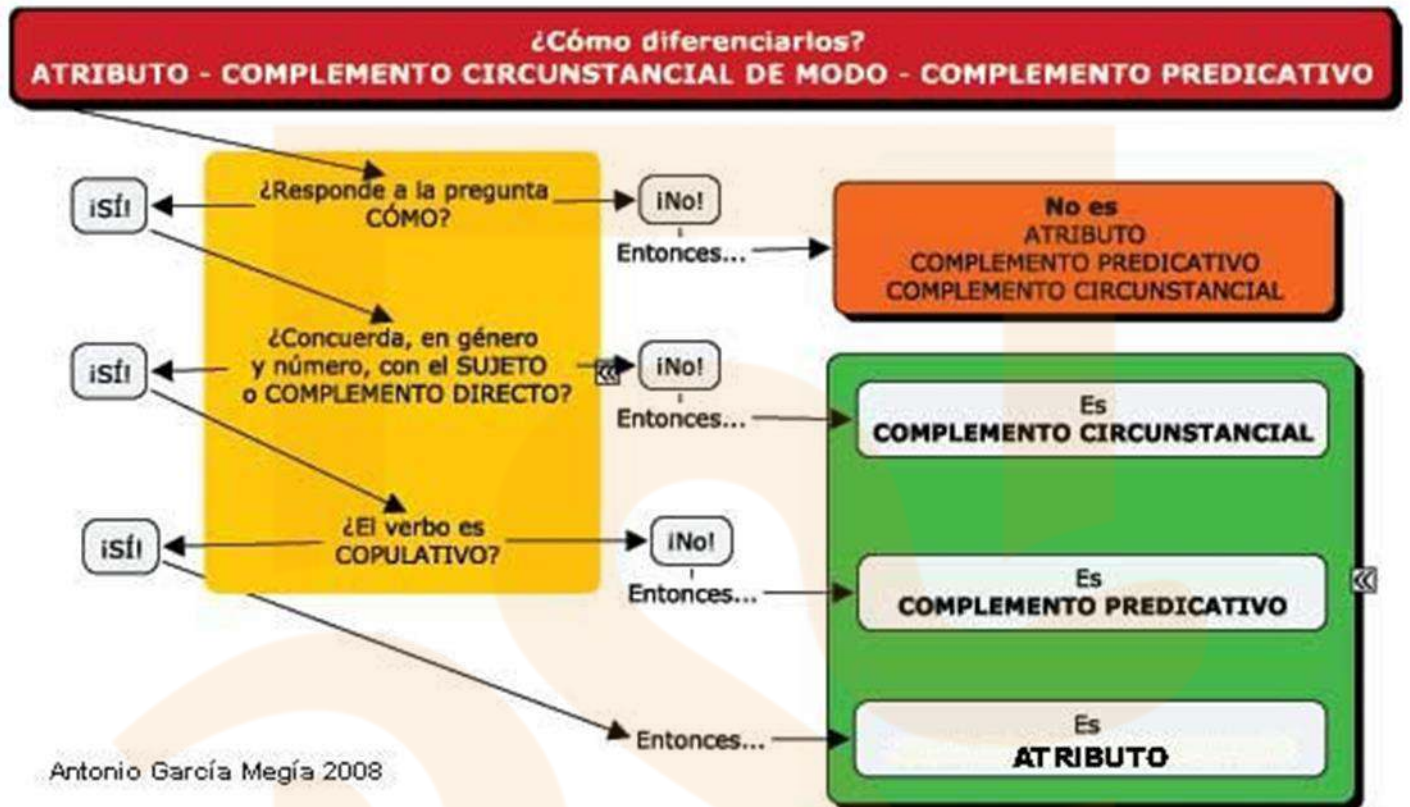 ¿Cómo diferenciarlos?
ATRIBUTO - COMPLEMENTO CIRCUNSTANCIAL DE MODO - COMPLEMENTO PREDICATIVO
¿Responde a la pregunta
CÓMO?
¡SÍ!
¡No!
Entonces...
No es
ATRIBUTO
COMPLEMENTO PREDICATIVO
COMPLEMENTO CIRCUNSTANCIAL
¿Concuerda, en género
y número, con el SUJETO
o COMPLEMENTO DIRECTO?
¡SÍ!
¡No!
Entonces...
Es
COMPLEMENTO CIRCUNSTANCIAL
¿El verbo es
COPULATIVO?
¡SÍ!
¡No!
Entonces...
Es
COMPLEMENTO PREDICATIVO
Entonces...
Es
ATRIBUTO
Antonio García Megía 2008